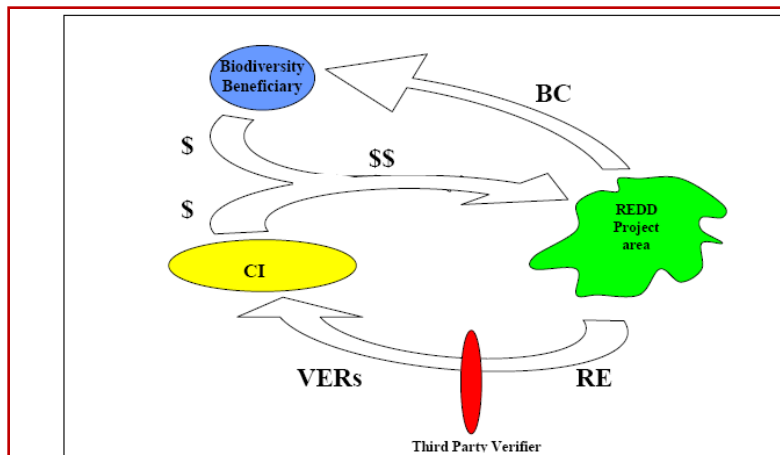 Biodiversity
Beneficiary
BC
$
$$
$
REDD
Project
area
CI
VERs
RE
Third Party Verifier